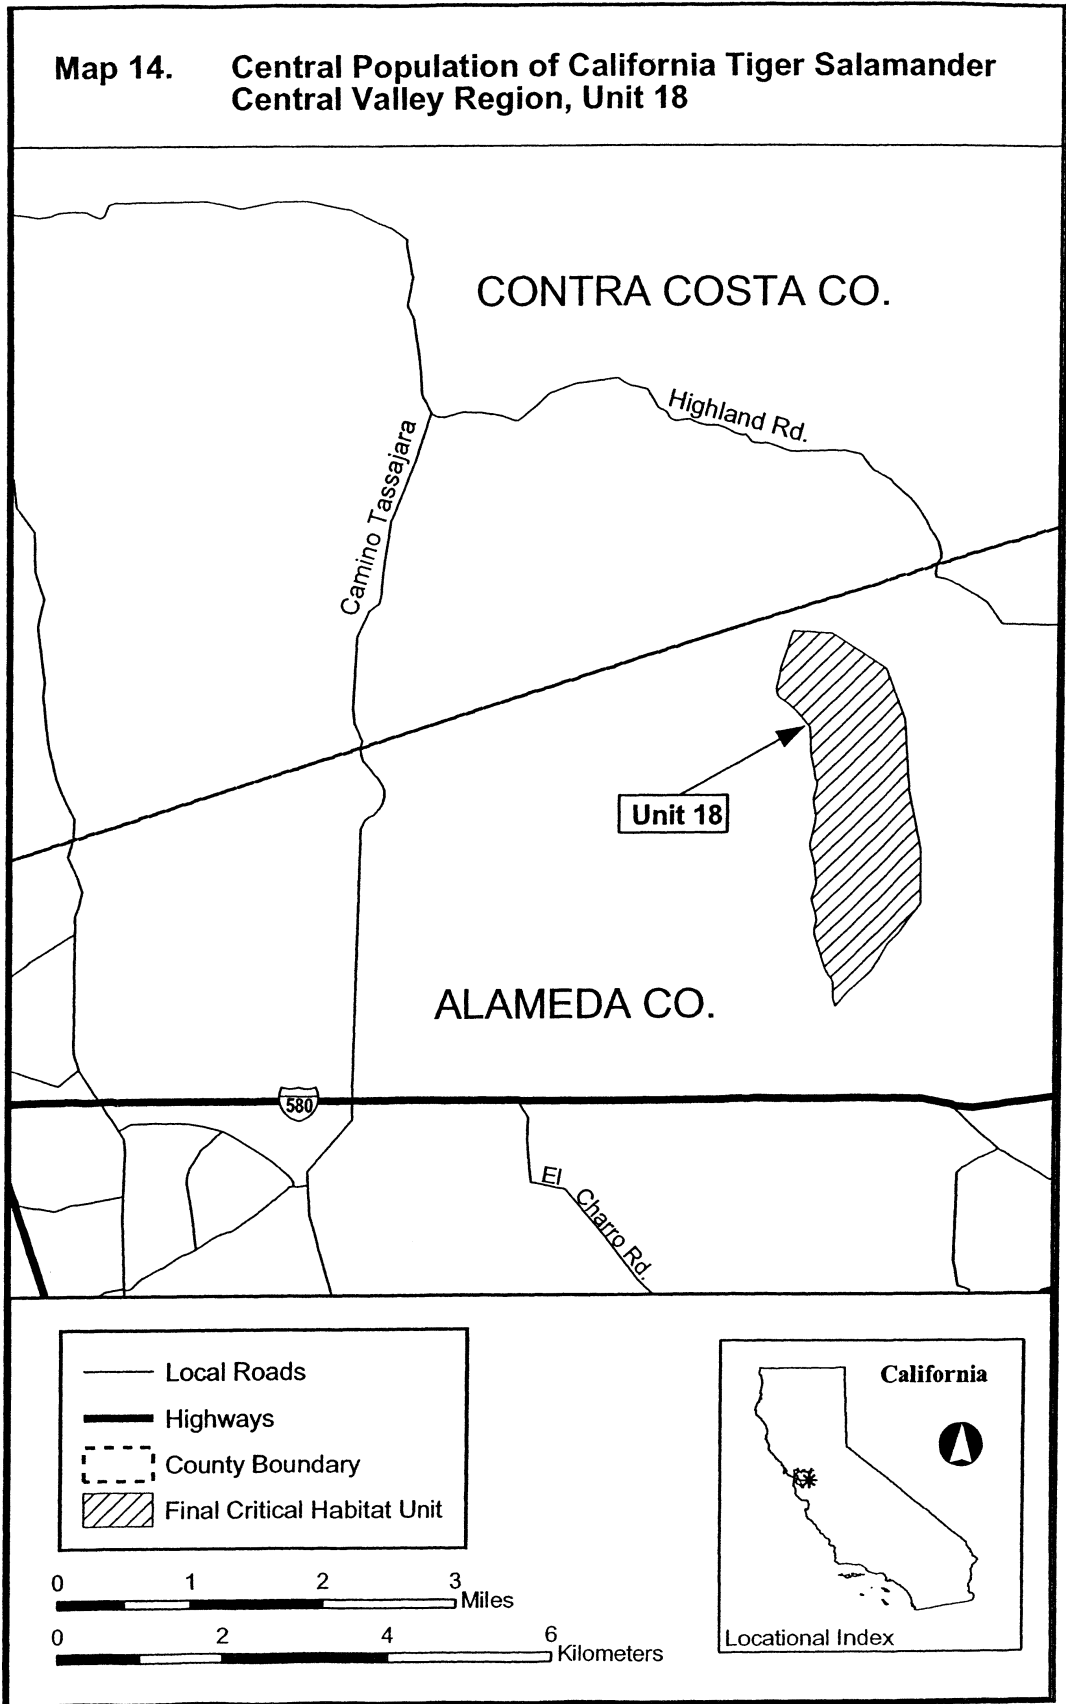 Map 14. Central Population of California Tiger Salamander
Central Valley Region, Unit 18
CONTRA COSTA CO.
Highland Rd.
Camino Tassajara
Unit 18
ALAMEDA CO.
580
El Charro Rd.
Local Roads
Highways
County Boundary
Final Critical Habitat Unit
0 1 2 3
Miles
0 2 4 6
Kilometers
California
Locational Index